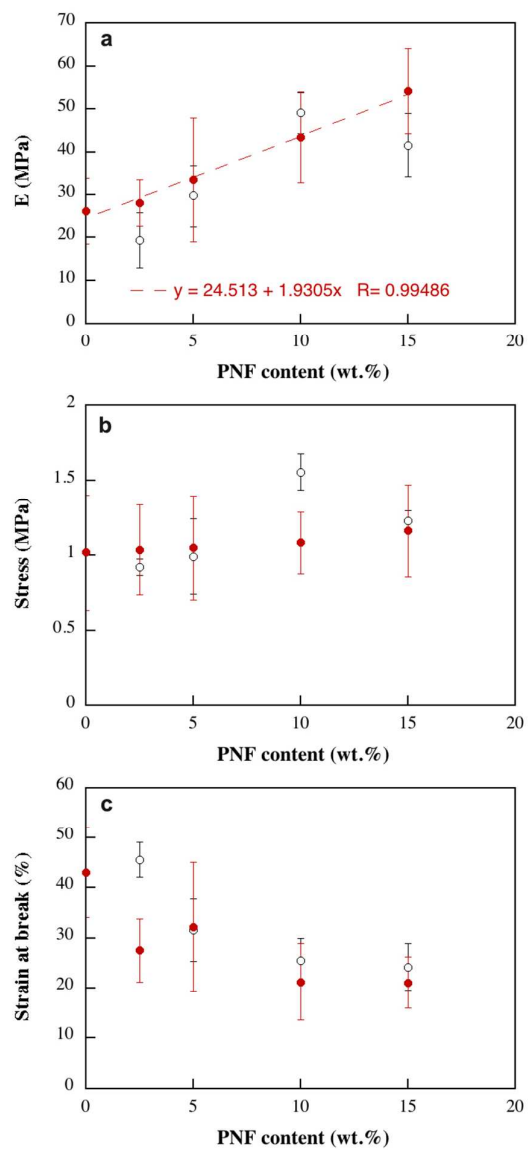 a
70
60
50
40
30
20
10
0
E (MPa)
y = 24.513 + 1.9305x R= 0.99486
0 5 10 15 20
PNF content (wt.%)
b
2
1.5
1
0.5
0
Stress (MPa)
0 5 10 15 20
PNF content (wt.%)
c
60
50
40
30
20
10
0
Strain at break (%)
0 5 10 15 20
PNF content (wt.%)